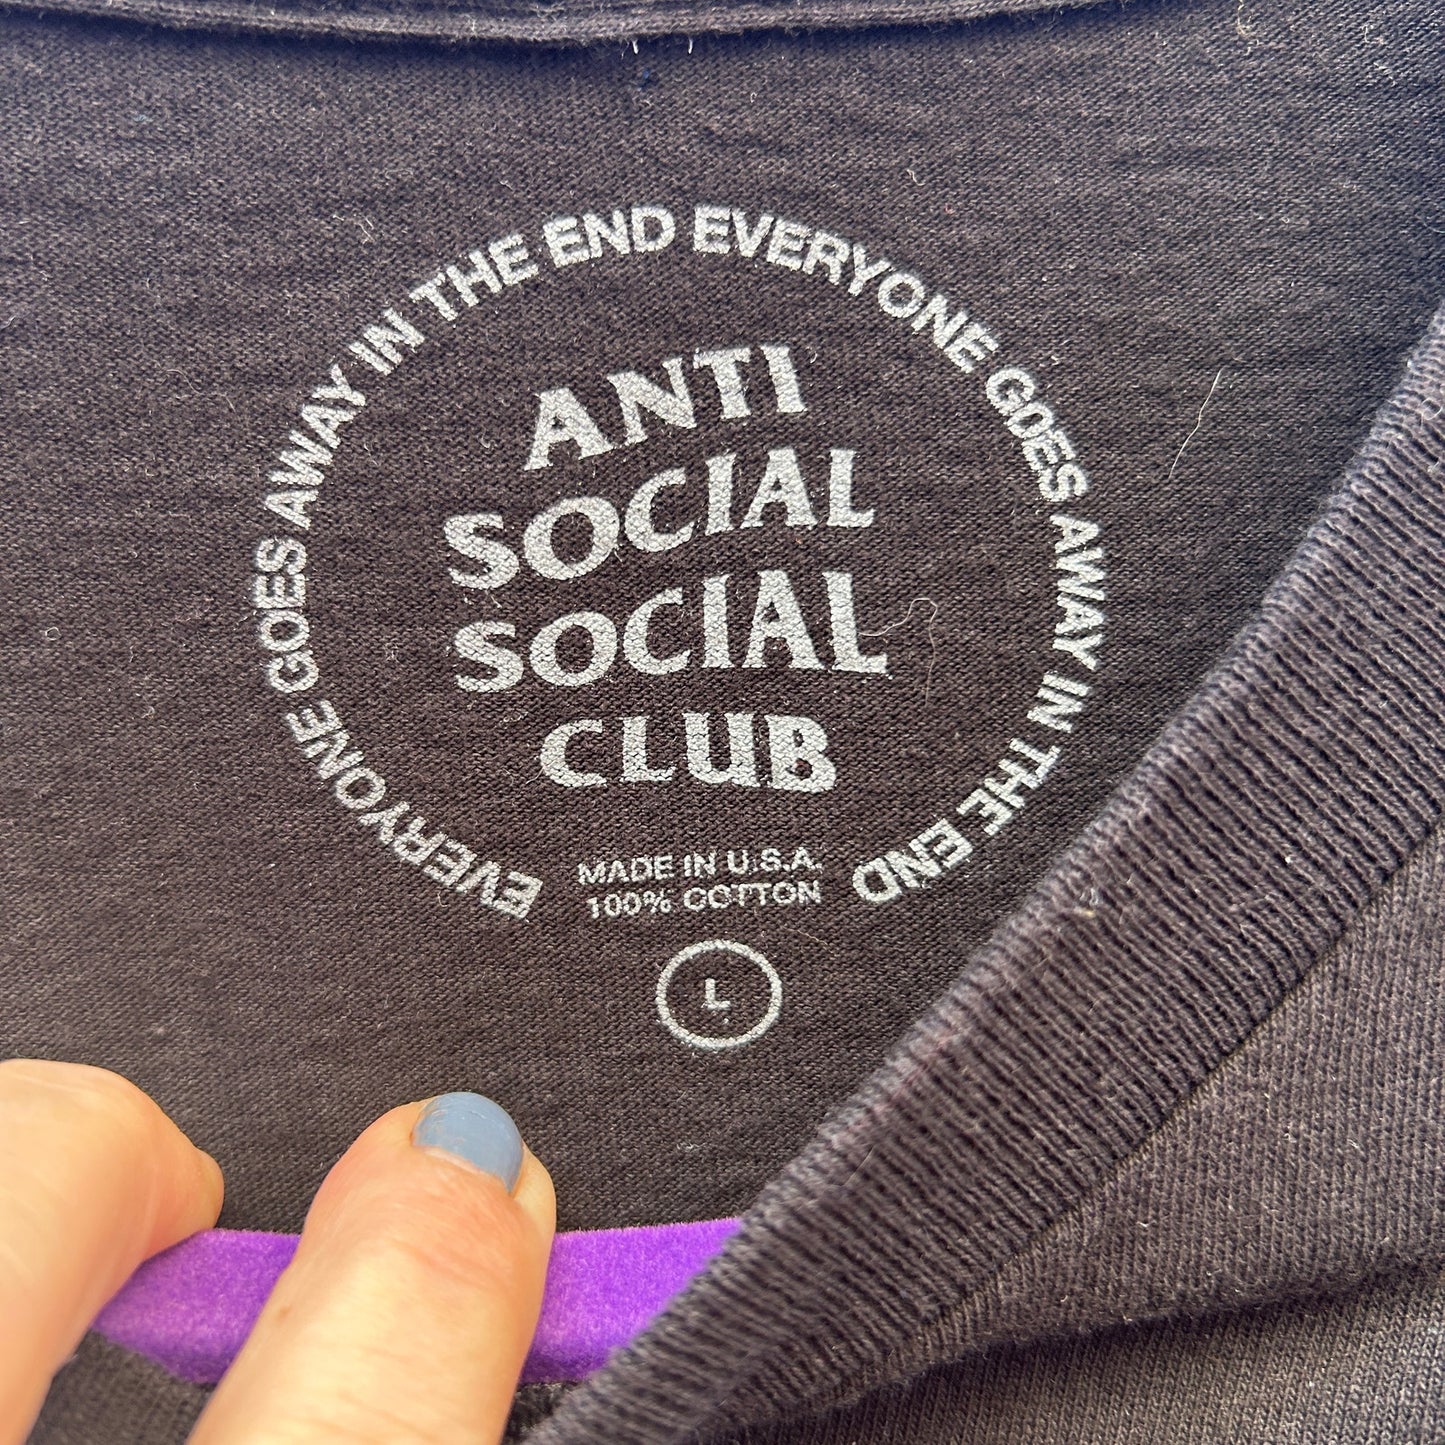 EVERYONE GOES AWAY IN THE END EVERYONE GOES AWAY IN THE END
ANTI
SOCIAL
SOCIAL
CLUB
MADE IN U.S.A.
100% COTTON
L